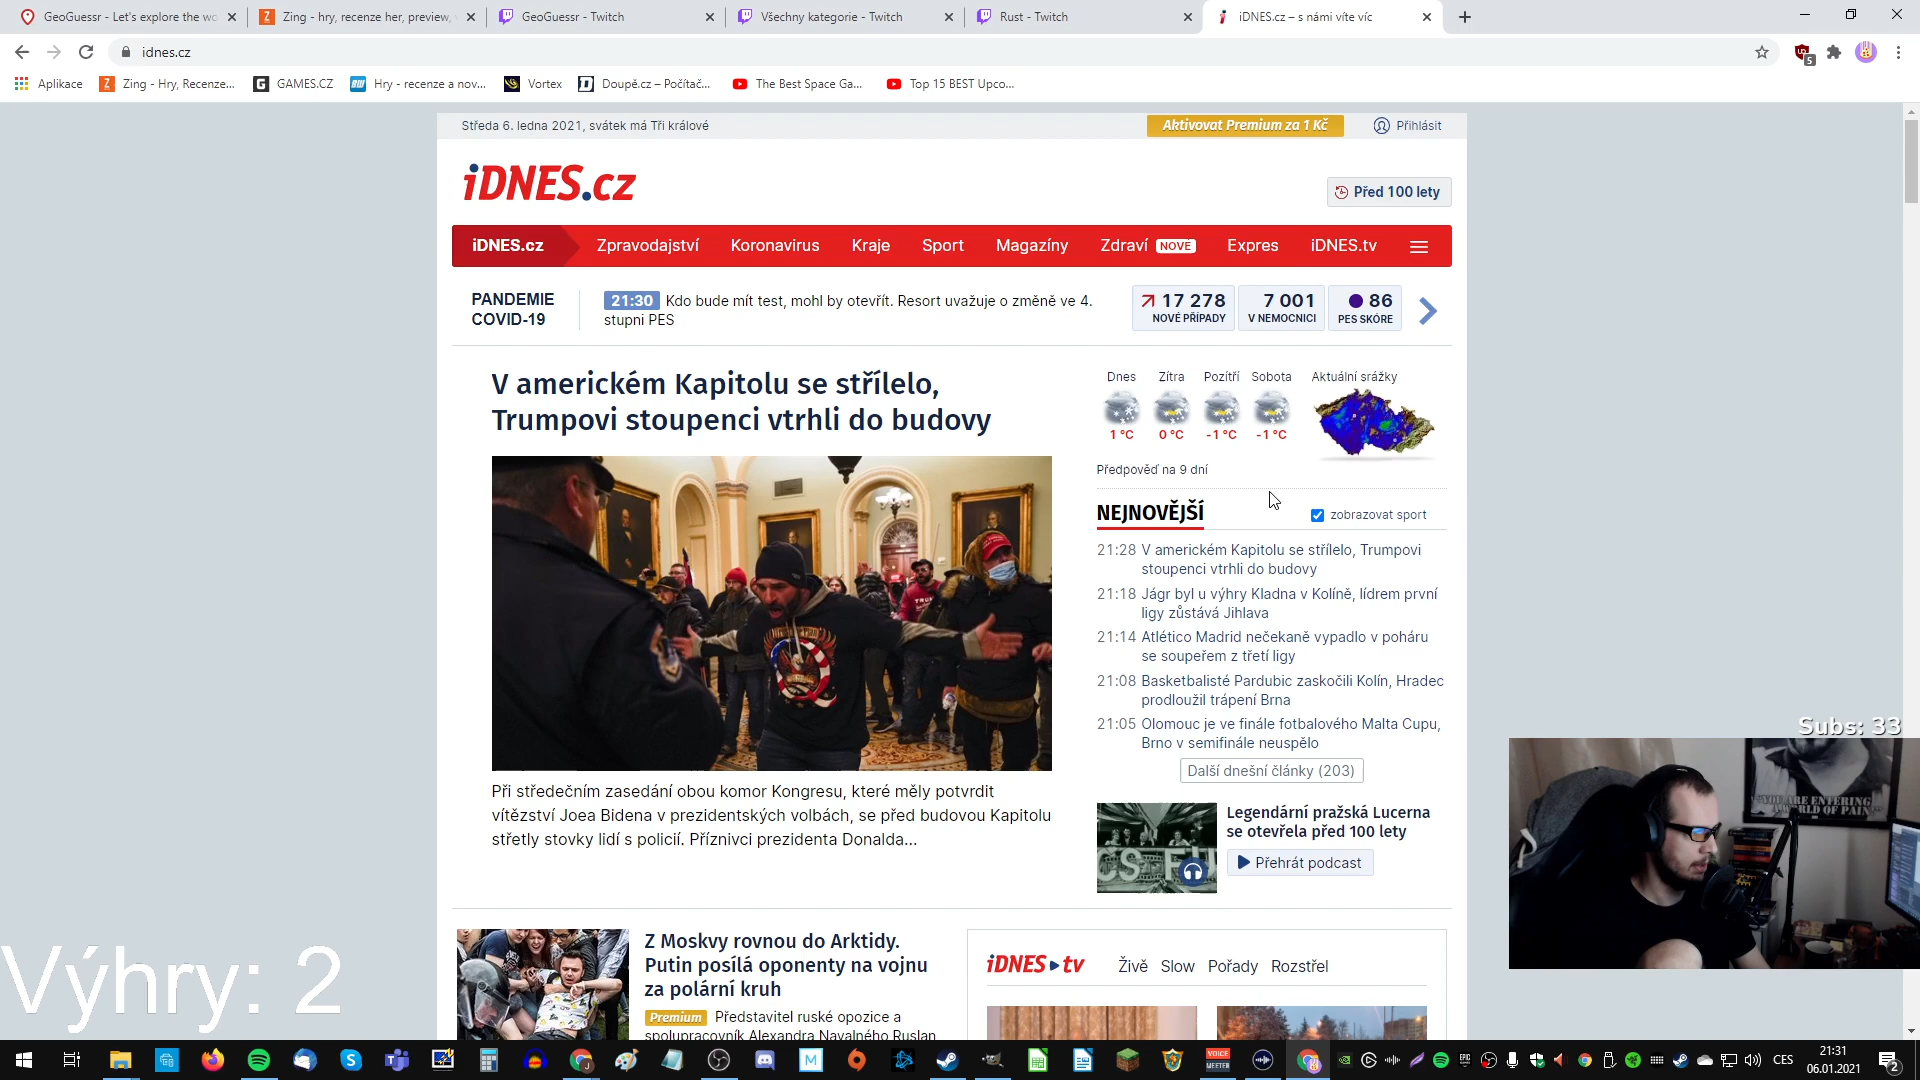 GeoGuessr - Let's explore the wo
Zing - hry, recenze her, preview,
GeoGuessr - Twitch
Všechny kategorie - Twitch
Rust - Twitch
iDNES.cz – s námi víte víc
idnes.cz
5
Aplikace
Zing - Hry, Recenze...
GAMES.CZ
Hry - recenze a nov...
Vortex
Doupě.cz – Počítač...
The Best Space Ga...
Top 15 BEST Upco...
Středa 6. ledna 2021, svátek má Tři králové
Aktivovat Premium za 1 Kč
Přihlásit
iDNES.cz
Před 100 lety
iDNES.cz
Zpravodajství
Koronavirus
Kraje
Sport
Magazíny
Zdraví NOVÉ
Expres
iDNES.tv
PANDEMIE
COVID-19
21:30 Kdo bude mít test, mohl by otevřít. Resort uvažuje o změně ve 4.
stupni PES
17 278
NOVÉ PŘÍPADY
7 001
V NEMOCNICI
86
PES SKÓRE
V americkém Kapitolu se střílelo,
Trumpovi stoupenci vtrhli do budovy
Při středečním zasedání obou komor Kongresu, které měly potvrdit
vítězství Joea Bidena v prezidentských volbách, se před budovou Kapitolu
střetly stovky lidí s policií. Příznivci prezidenta Donalda...
Dnes
Zítra
Pozítří
Sobota
Aktuální srážky
1 °C
0 °C
-1 °C
-1 °C
Předpověď na 9 dní
NEJNOVĚJŠÍ
zobrazovat sport
21:28 V americkém Kapitolu se střílelo, Trumpovi
stoupenci vtrhli do budovy
21:18 Jágr byl u výhry Kladna v Kolíně, lídrem první
ligy zůstává Jihlava
21:14 Atlético Madrid nečekaně vypadlo v poháru
se soupeřem z třetí ligy
21:08 Basketbalisté Pardubic zaskočili Kolín, Hradec
prodloužil trápení Brna
21:05 Olomouc je ve finále fotbalového Malta Cupu,
Brno v semifinále neuspělo
Další dnešní články (203)
Legendární pražská Lucerna
se otevřela před 100 lety
Přehrát podcast
Z Moskvy rovnou do Arktidy.
Putin posílá oponenty na vojnu
za polární kruh
Premium Představitel ruské opozice a
spolupracovník Alexandra Navalného Ruslan
iDNES tv
Živě
Slow
Pořady
Rozstřel
Subs: 33
YOU ARE ENTERING
A WORLD OF PAIN
Výhry: 2
CES
21:31
06.01.2021
2